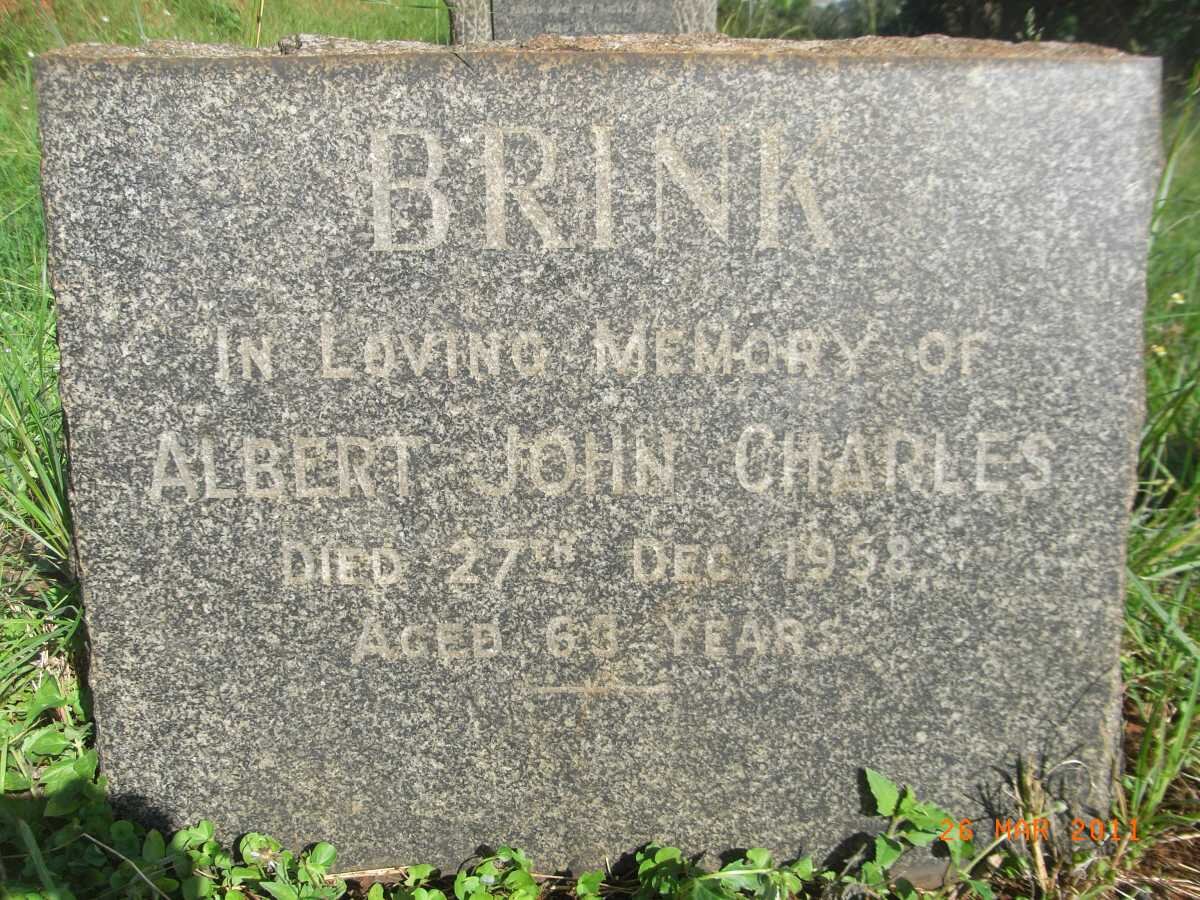 BRINK
IN LOVING MEMORY OF
ALBERT JOHN CHARLES
DIED 27TH DEC. 1958.
AGED 63 YEARS.
26 MAR 2011